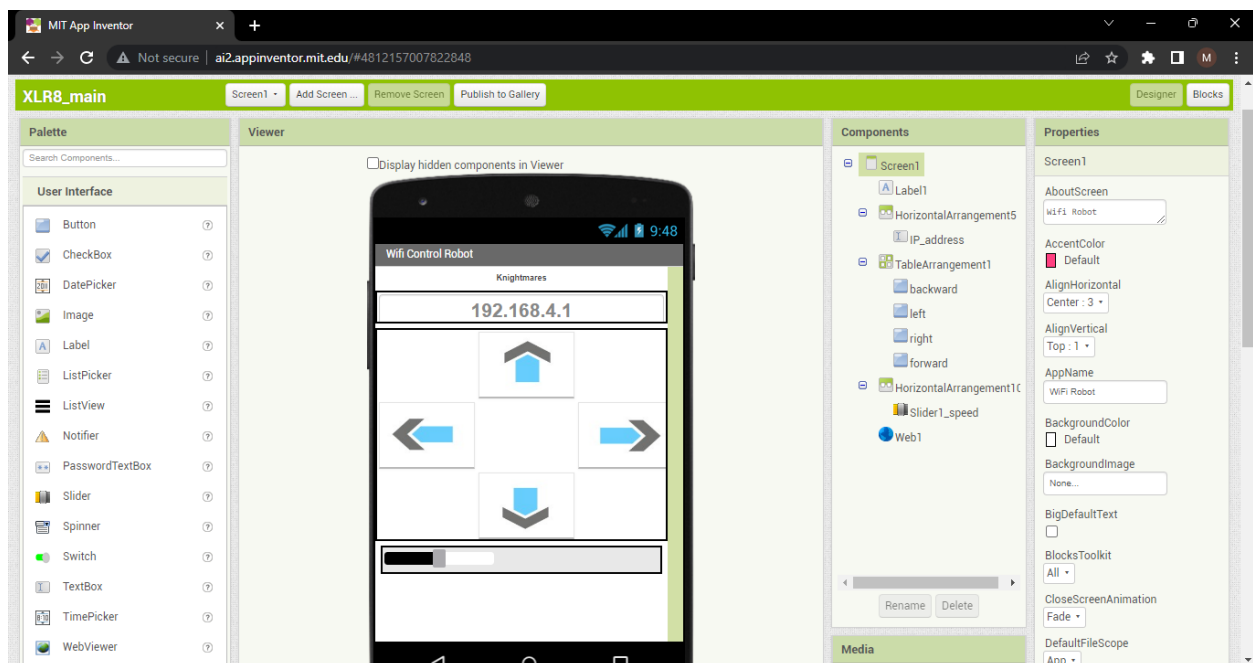 MIT App Inventor
Not secure | ai2.appinventor.mit.edu/#4812157007822848
M
XLR8_main
Screen1
Add Screen ...
Remove Screen
Publish to Gallery
Designer
Blocks
Palette
Search Components...
User Interface
Button
CheckBox
DatePicker
Image
Label
ListPicker
ListView
Notifier
PasswordTextBox
Slider
Spinner
Switch
TextBox
TimePicker
WebViewer
Viewer
Display hidden components in Viewer
9:48
Wifi Control Robot
Knightmares
192.168.4.1
Components
Screen1
Label1
HorizontalArrangement5
IP_address
TableArrangement1
backward
left
right
forward
HorizontalArrangement10
Slider1_speed
Web1
Rename
Delete
Media
Properties
Screen1
AboutScreen
Wifi Robot
AccentColor
Default
AlignHorizontal
Center : 3
AlignVertical
Top : 1
AppName
WiFi Robot
BackgroundColor
Default
BackgroundImage
None...
BigDefaultText
BlocksToolkit
All
CloseScreenAnimation
Fade
DefaultFileScope
App